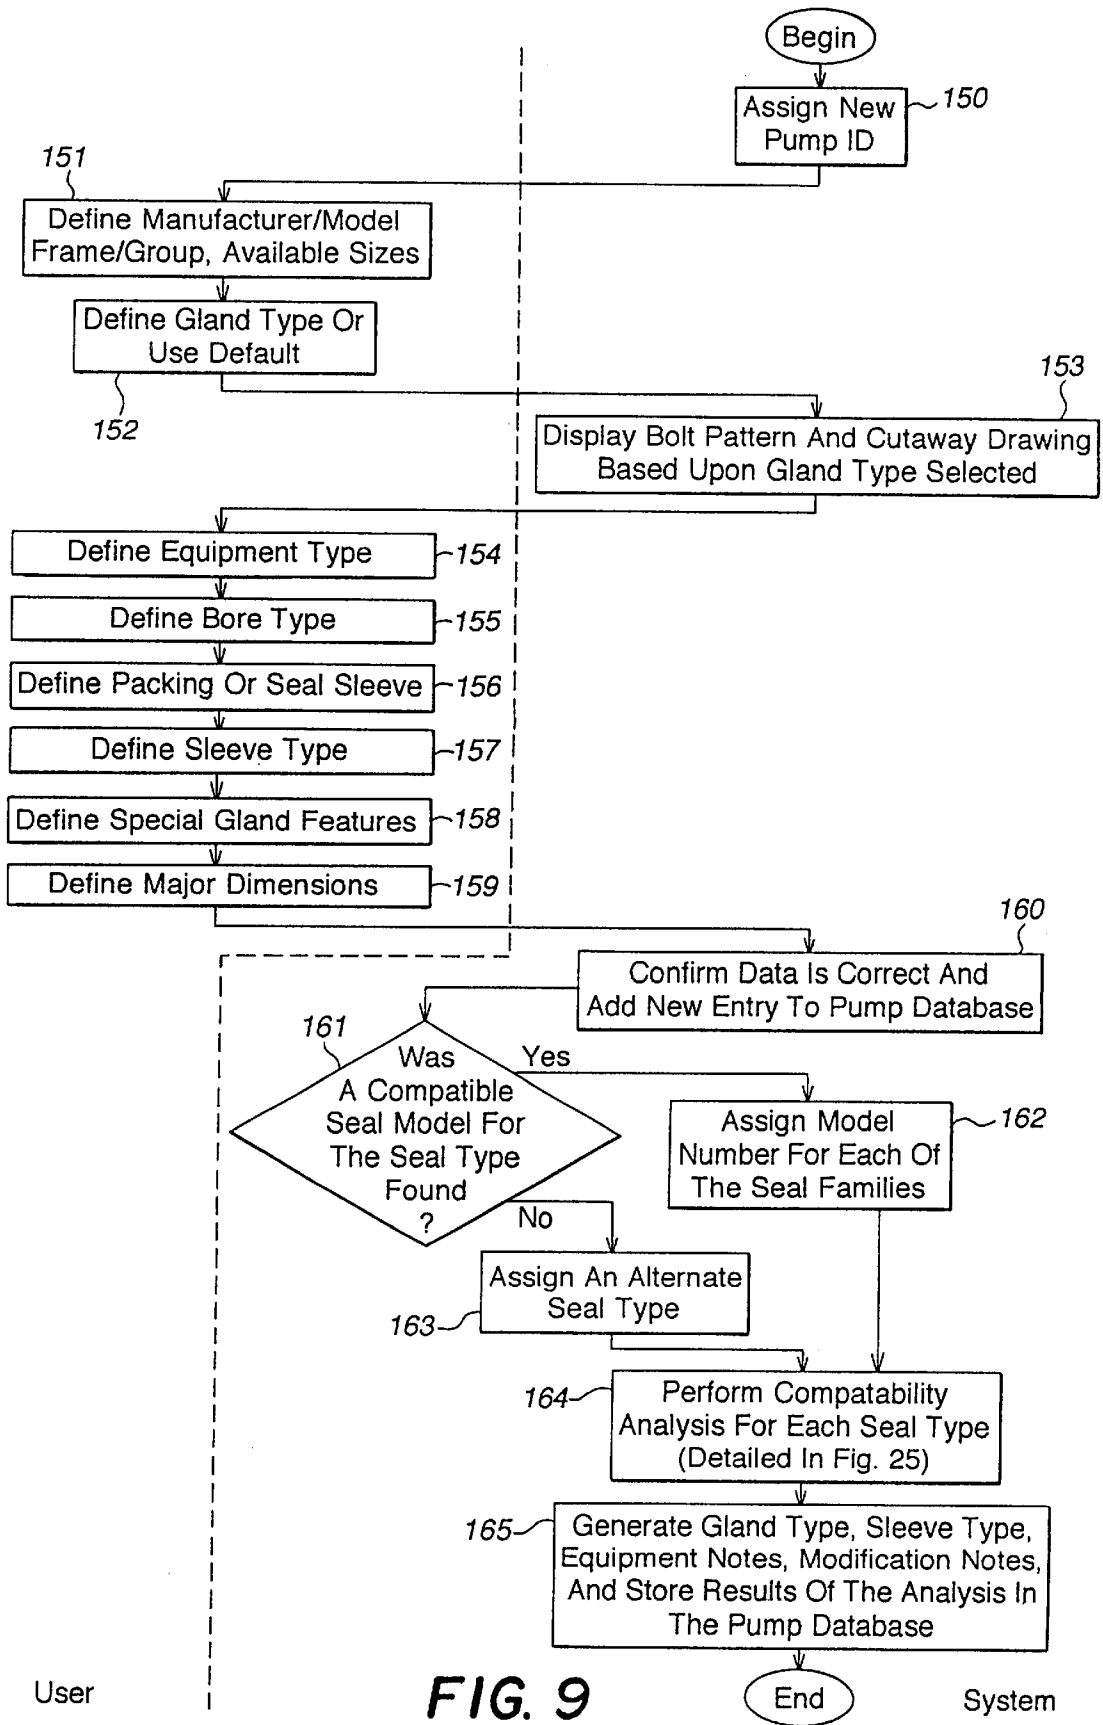 Begin
Assign New
Pump ID
150
151
Define Manufacturer/Model
Frame/Group, Available Sizes
Define Gland Type Or
Use Default
152
153
Display Bolt Pattern And Cutaway Drawing
Based Upon Gland Type Selected
Define Equipment Type
154
Define Bore Type
155
Define Packing Or Seal Sleeve
156
Define Sleeve Type
157
Define Special Gland Features
158
Define Major Dimensions
159
160
Confirm Data Is Correct And
Add New Entry To Pump Database
161
Was
A Compatible
Seal Model For
The Seal Type
Found
?
Yes
Assign Model
Number For Each Of
The Seal Families
162
No
Assign An Alternate
Seal Type
163
164
Perform Compatability
Analysis For Each Seal Type
(Detailed In Fig. 25)
165
Generate Gland Type, Sleeve Type,
Equipment Notes, Modification Notes,
And Store Results Of The Analysis In
The Pump Database
End
User
FIG. 9
System